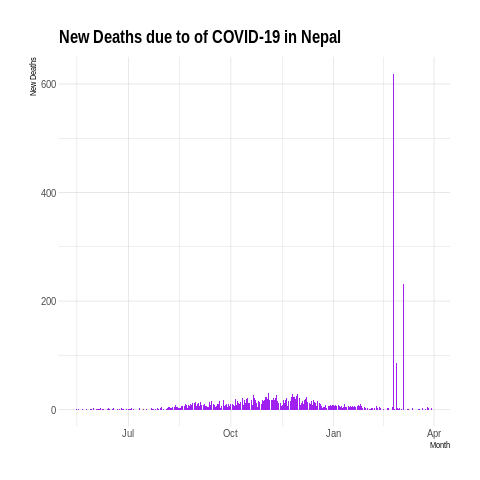 New Deaths due to of COVID-19 in Nepal
New Deaths
600
400
200
0
Jul Oct Jan Apr
Month